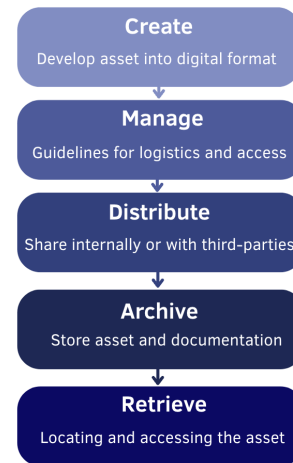 Create
Develop asset into digital format
Manage
Guidelines for logistics and access
Distribute
Share internally or with third-parties
Archive
Store asset and documentation
Retrieve
Locating and accessing the asset